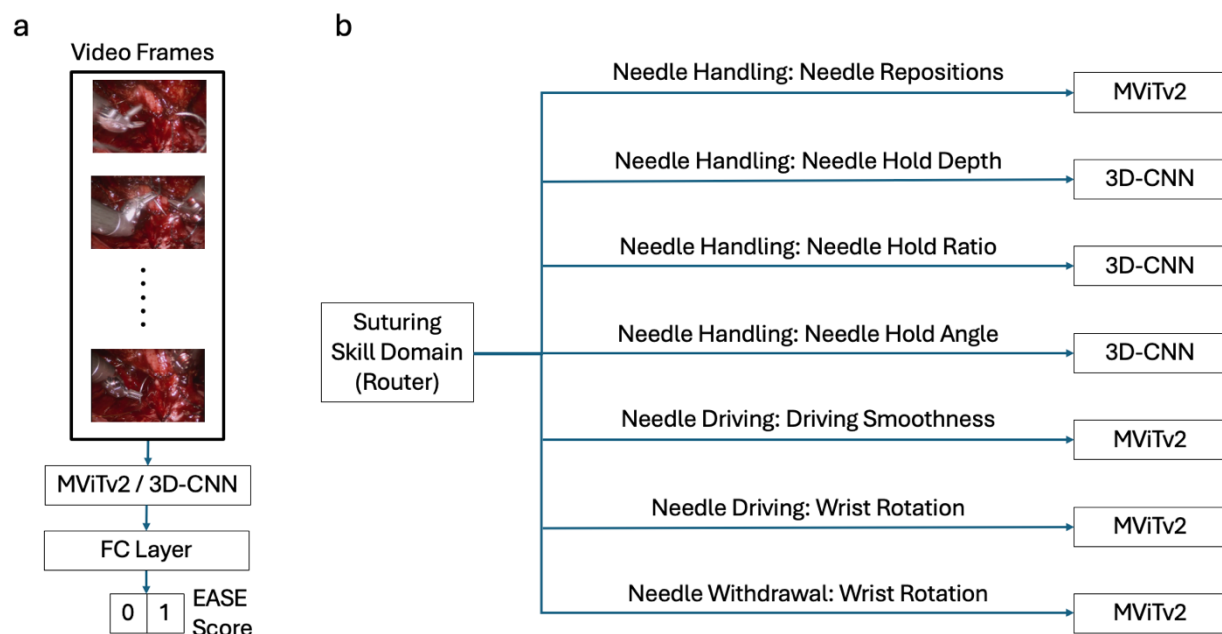 a
Video Frames
MViTv2 / 3D-CNN
FC Layer
0 1
EASE
Score
b
Suturing
Skill Domain
(Router)
Needle Handling: Needle Repositions
MViTv2
Needle Handling: Needle Hold Depth
3D-CNN
Needle Handling: Needle Hold Ratio
3D-CNN
Needle Handling: Needle Hold Angle
3D-CNN
Needle Driving: Driving Smoothness
MViTv2
Needle Driving: Wrist Rotation
MViTv2
Needle Withdrawal: Wrist Rotation
MViTv2